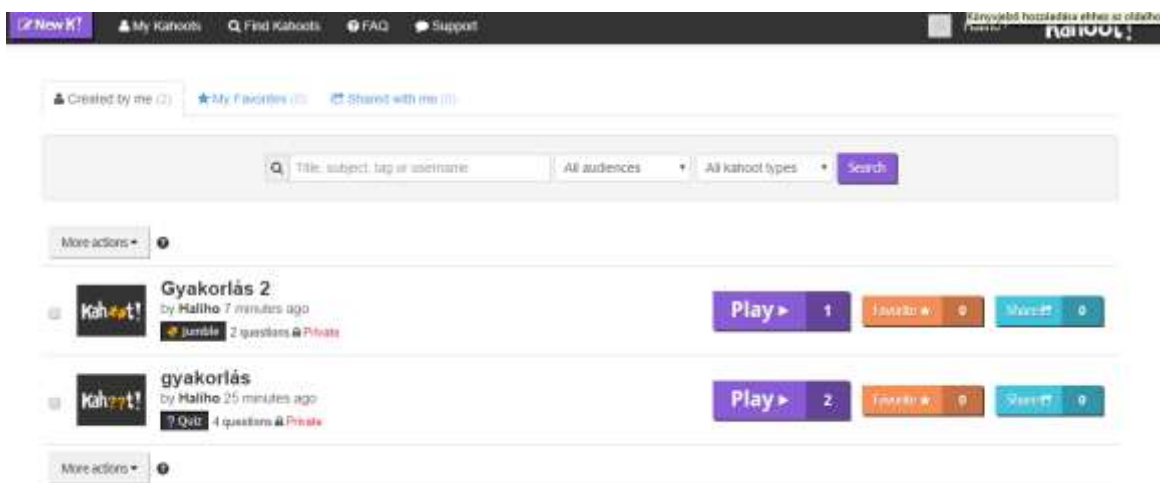 New K!
My Kahoots
Find Kahoots
FAQ
Support
Könyvjelző hozzáadása ehhez az oldalho
Kahoot!
Created by me (2)
My Favorites (0)
Shared with me (0)
Title, subject, tag or username
All audiences
All kahoot types
Search
More actions
Kahoot!
Gyakorlás 2
by Haliho 7 minutes ago
Jumble 2 questions Private
Play 1
Favorite 0
Share 0
Kah??t!
gyakorlás
by Haliho 25 minutes ago
? Quiz 4 questions Private
Play 2
Favorite 0
Share 0
More actions